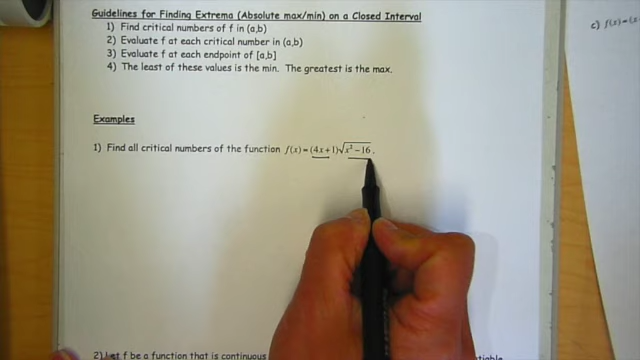 Guidelines for Finding Extrema (Absolute max/min) on a Closed Interval
1) Find critical numbers of f in (a,b)
2) Evaluate f at each critical number in (a,b)
3) Evaluate f at each endpoint of [a,b]
4) The least of these values is the min. The greatest is the max.
Examples
1) Find all critical numbers of the function f(x)=(4x+1)√(x²-16).
2) Let f be a function that is continuous
c) f(x)=